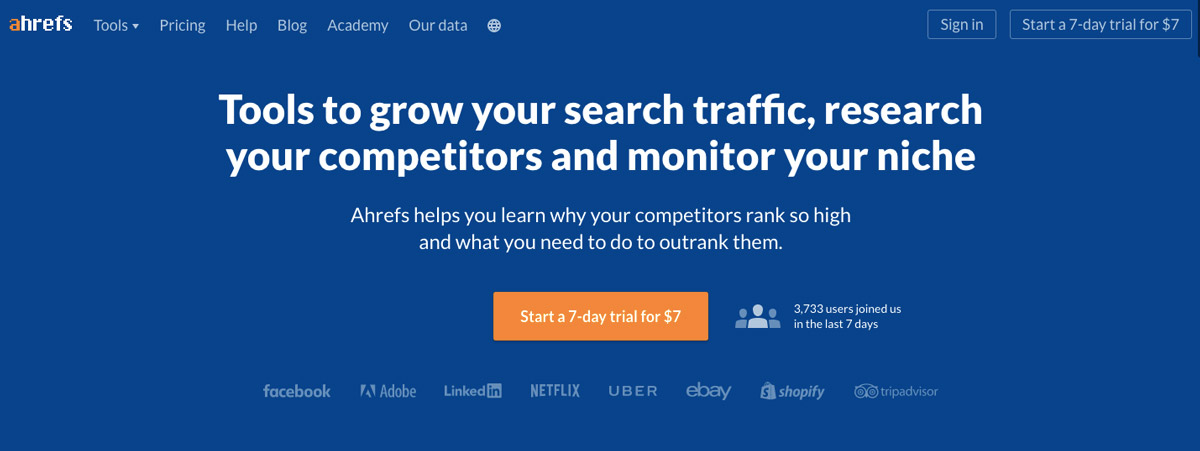 ahrefs Tools Pricing Help Blog Academy Our data Sign in Start a 7-day trial for $7
Tools to grow your search traffic, research
your competitors and monitor your niche
Ahrefs helps you learn why your competitors rank so high
and what you need to do to outrank them.
Start a 7-day trial for $7
3,733 users joined us
in the last 7 days
facebook Adobe LinkedIn NETFLIX UBER ebay shopify tripadvisor